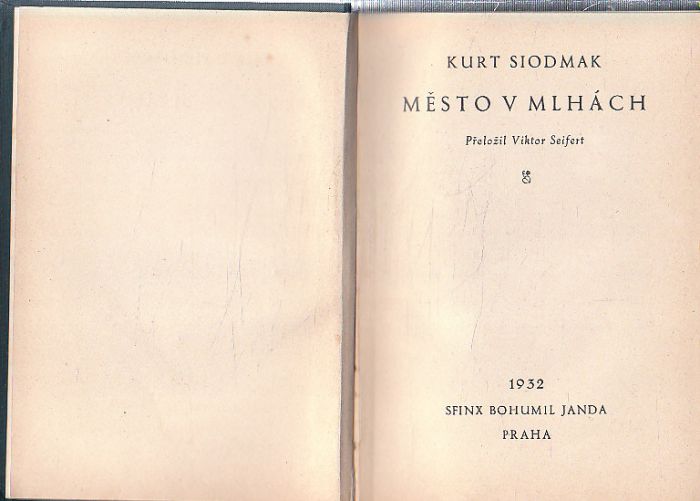 KURT SIODMAK
MĚSTO V MLHÁCH
Přeložil Viktor Seifert
1932
SFINX BOHUMIL JANDA
PRAHA